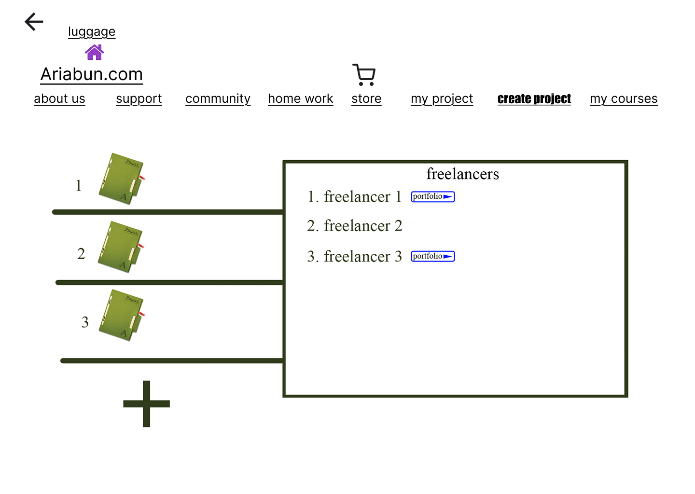 luggage
Ariabun.com
about us support community home work store my project create project my courses
freelancers
1
1. freelancer 1 portfolio
2. freelancer 2
2
3. freelancer 3 portfolio
3